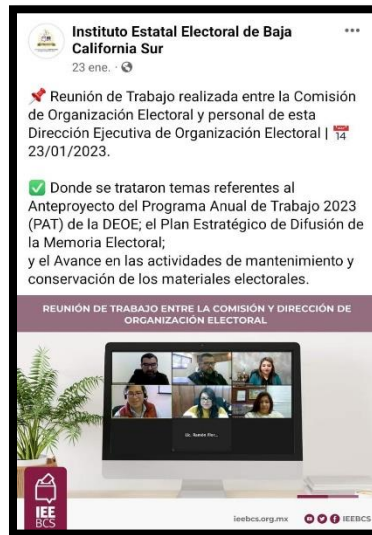 Instituto Estatal Electoral de Baja
California Sur
23 ene. ·
Reunión de Trabajo realizada entre la Comisión
de Organización Electoral y personal de esta
Dirección Ejecutiva de Organización Electoral | 14
23/01/2023.
Donde se trataron temas referentes al
Anteproyecto del Programa Anual de Trabajo 2023
(PAT) de la DEOE; el Plan Estratégico de Difusión de
la Memoria Electoral;
y el Avance en las actividades de mantenimiento y
conservación de los materiales electorales.
REUNIÓN DE TRABAJO ENTRE LA COMISIÓN Y DIRECCIÓN DE
ORGANIZACIÓN ELECTORAL
IEE
BCS
ieebcs.org.mx IEEBCS